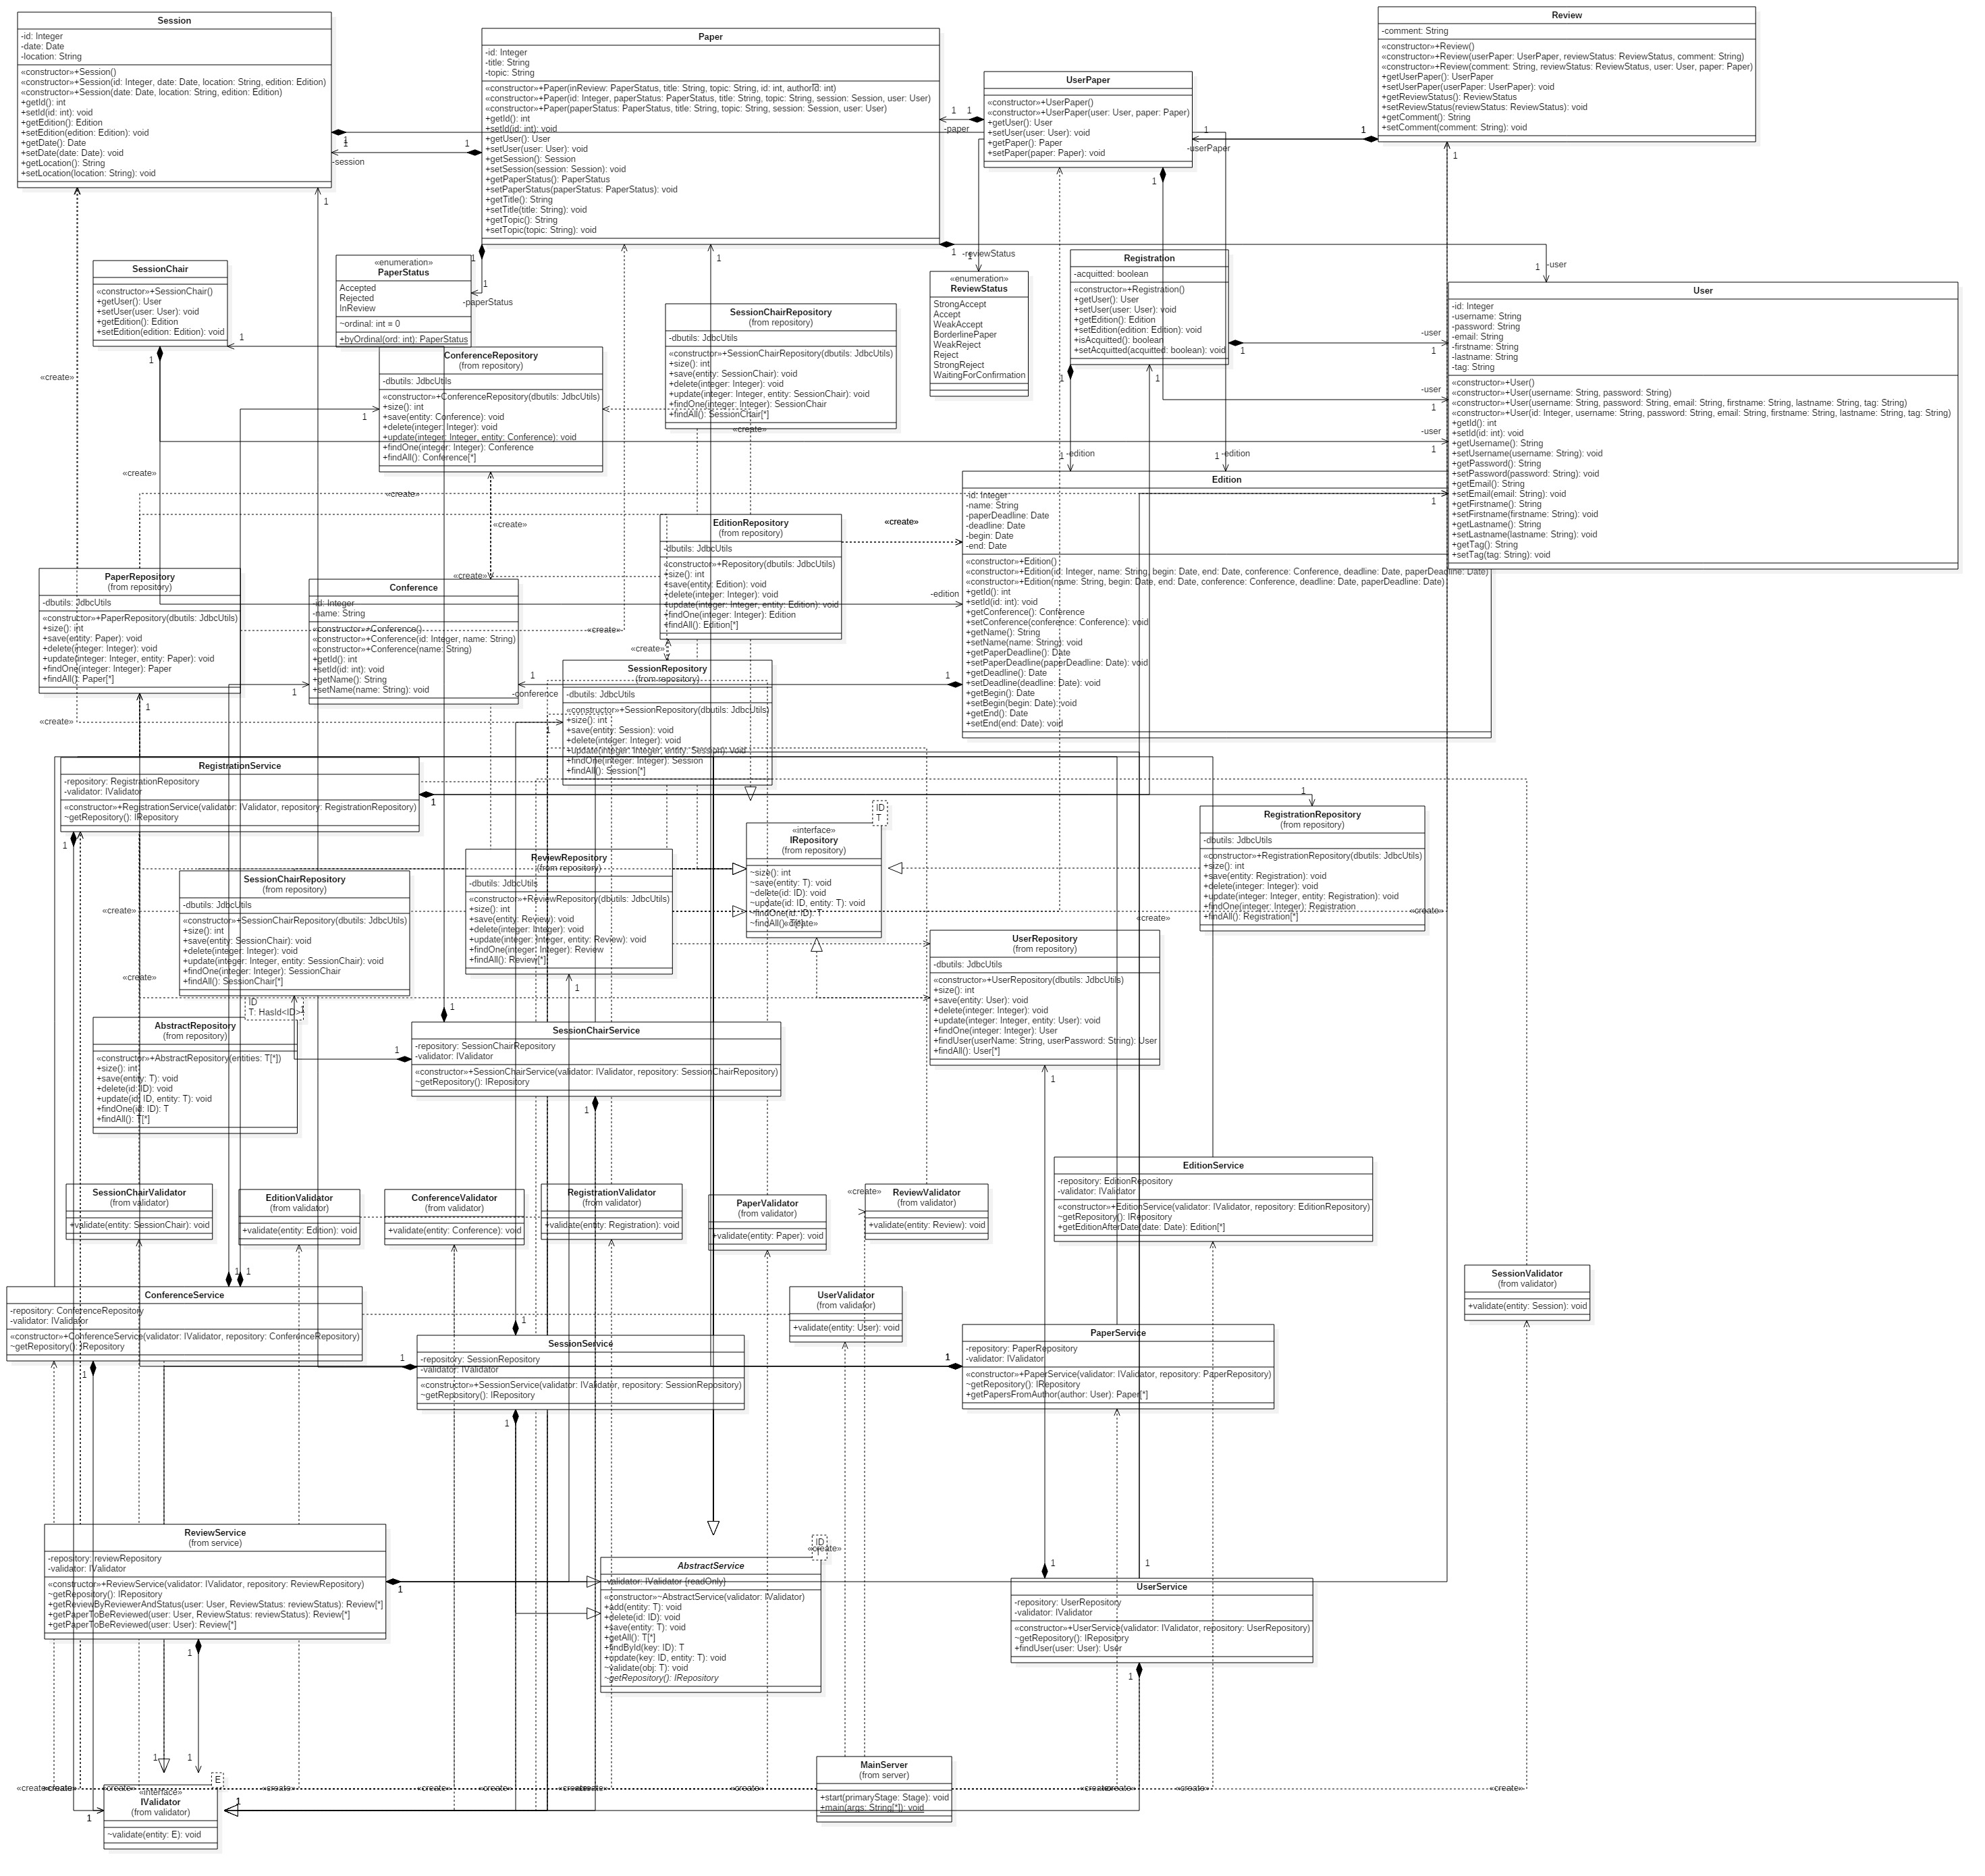 Session
-id: Integer
-date: Date
-location: String
«constructor»+Session()
«constructor»+Session(id: Integer, date: Date, location: String, edition: Edition)
«constructor»+Session(date: Date, location: String, edition: Edition)
+getId(): int
+setId(id: int): void
+getEdition(): Edition
+setEdition(edition: Edition): void
+getDate(): Date
+setDate(date: Date): void
+getLocation(): String
+setLocation(location: String): void
Paper
-id: Integer
-title: String
-topic: String
«constructor»+Paper(inReview: PaperStatus, title: String, topic: String, id: int, authorId: int)
«constructor»+Paper(id: Integer, paperStatus: PaperStatus, title: String, topic: String, session: Session, user: User)
«constructor»+Paper(paperStatus: PaperStatus, title: String, topic: String, session: Session, user: User)
+getId(): int
+setId(id: int): void
+getUser(): User
+setUser(user: User): void
+getSession(): Session
+setSession(session: Session): void
+getPaperStatus(): PaperStatus
+setPaperStatus(paperStatus: PaperStatus): void
+getTitle(): String
+setTitle(title: String): void
+getTopic(): String
+setTopic(topic: String): void
UserPaper
«constructor»+UserPaper()
«constructor»+UserPaper(user: User, paper: Paper)
+getUser(): User
+setUser(user: User): void
+getPaper(): Paper
+setPaper(paper: Paper): void
Review
-comment: String
«constructor»+Review()
«constructor»+Review(userPaper: UserPaper, reviewStatus: ReviewStatus, comment: String)
«constructor»+Review(comment: String, reviewStatus: ReviewStatus, user: User, paper: Paper)
+getUserPaper(): UserPaper
+setUserPaper(userPaper: UserPaper): void
+getReviewStatus(): ReviewStatus
+setReviewStatus(reviewStatus: ReviewStatus): void
+getComment(): String
+setComment(comment: String): void
1 1
-paper
1
-userPaper
1
1
1
1
-session
1
1
1
1
SessionChair
«constructor»+SessionChair()
+getUser(): User
+setUser(user: User): void
+getEdition(): Edition
+setEdition(edition: Edition): void
«enumeration»
PaperStatus
Accepted
Rejected
InReview
~ordinal: int = 0
+byOrdinal(ord: int): PaperStatus
1
1
-paperStatus
SessionChairRepository
(from repository)
-dbutils: JdbcUtils
«constructor»+SessionChairRepository(dbutils: JdbcUtils)
+size(): int
+save(entity: SessionChair): void
+delete(integer: Integer): void
+update(integer: Integer, entity: SessionChair): void
+findOne(integer: Integer): SessionChair
+findAll(): SessionChair[*]
1
1
1
-reviewStatus
«enumeration»
ReviewStatus
StrongAccept
Accept
WeakAccept
BorderlinePaper
WeakReject
Reject
StrongReject
WaitingForConfirmation
Registration
-acquitted: boolean
«constructor»+Registration()
+getUser(): User
+setUser(user: User): void
+getEdition(): Edition
+setEdition(edition: Edition): void
+isAcquitted(): boolean
+setAcquitted(acquitted: boolean): void
1
-user
User
-id: Integer
-username: String
-password: String
-email: String
-firstname: String
-lastname: String
-tag: String
«constructor»+User()
«constructor»+User(username: String, password: String)
«constructor»+User(username: String, password: String, email: String, firstname: String, lastname: String, tag: String)
«constructor»+User(id: Integer, username: String, password: String, email: String, firstname: String, lastname: String, tag: String)
+getId(): int
+setId(id: int): void
+getUsername(): String
+setUsername(username: String): void
+getPassword(): String
+setPassword(password: String): void
+getEmail(): String
+setEmail(email: String): void
+getFirstname(): String
+setFirstname(firstname: String): void
+getLastname(): String
+setLastname(lastname: String): void
+getTag(): String
+setTag(tag: String): void
-user
1
1
-user
1
-user
1
1
1
1
1
1
«create»
ConferenceRepository
(from repository)
-dbutils: JdbcUtils
«constructor»+ConferenceRepository(dbutils: JdbcUtils)
+size(): int
+save(entity: Conference): void
+delete(integer: Integer): void
+update(integer: Integer, entity: Conference): void
+findOne(integer: Integer): Conference
+findAll(): Conference[*]
1
«create»
«create»
«create»
«create»
1 -edition
1 -edition
Edition
-id: Integer
-name: String
-paperDeadline: Date
-deadline: Date
-begin: Date
-end: Date
«constructor»+Edition()
«constructor»+Edition(id: Integer, name: String, begin: Date, end: Date, conference: Conference, deadline: Date, paperDeadline: Date)
«constructor»+Edition(name: String, begin: Date, end: Date, conference: Conference, deadline: Date, paperDeadline: Date)
+getId(): int
+setId(id: int): void
+getConference(): Conference
+setConference(conference: Conference): void
+getName(): String
+setName(name: String): void
+getPaperDeadline(): Date
+setPaperDeadline(paperDeadline: Date): void
+getDeadline(): Date
+setDeadline(deadline: Date): void
+getBegin(): Date
+setBegin(begin: Date): void
+getEnd(): Date
+setEnd(end: Date): void
EditionRepository
(from repository)
-dbutils: JdbcUtils
«constructor»+Repository(dbutils: JdbcUtils)
+size(): int
+save(entity: Edition): void
+delete(integer: Integer): void
+update(integer: Integer, entity: Edition): void
+findOne(integer: Integer): Edition
+findAll(): Edition[*]
«create»
-edition
«create»
PaperRepository
(from repository)
-dbutils: JdbcUtils
«constructor»+PaperRepository(dbutils: JdbcUtils)
+size(): int
+save(entity: Paper): void
+delete(integer: Integer): void
+update(integer: Integer, entity: Paper): void
+findOne(integer: Integer): Paper
+findAll(): Paper[*]
Conference
-id: Integer
-name: String
«constructor»+Conference()
«constructor»+Conference(id: Integer, name: String)
«constructor»+Conference(name: String)
+getId(): int
+setId(id: int): void
+getName(): String
+setName(name: String): void
«create»
«create»
1
1
-conference
1
1
1
SessionRepository
(from repository)
-dbutils: JdbcUtils
«constructor»+SessionRepository(dbutils: JdbcUtils)
+size(): int
+save(entity: Session): void
+delete(integer: Integer): void
+update(integer: Integer, entity: Session): void
+findOne(integer: Integer): Session
+findAll(): Session[*]
«create»
1
RegistrationService
-repository: RegistrationRepository
-validator: IValidator
«constructor»+RegistrationService(validator: IValidator, repository: RegistrationRepository)
~getRepository(): IRepository
1
1
1
ID
T
«interface»
IRepository
(from repository)
~size(): int
~save(entity: T): void
~delete(id: ID): void
~update(id: ID, entity: T): void
~findOne(id: ID): T
~findAll(): T[*]
«create»
RegistrationRepository
(from repository)
-dbutils: JdbcUtils
«constructor»+RegistrationRepository(dbutils: JdbcUtils)
+size(): int
+save(entity: Registration): void
+delete(integer: Integer): void
+update(integer: Integer, entity: Registration): void
+findOne(integer: Integer): Registration
+findAll(): Registration[*]
«create»
«create»
ReviewRepository
(from repository)
-dbutils: JdbcUtils
«constructor»+ReviewRepository(dbutils: JdbcUtils)
+size(): int
+save(entity: Review): void
+delete(integer: Integer): void
+update(integer: Integer, entity: Review): void
+findOne(integer: Integer): Review
+findAll(): Review[*]
1
SessionChairRepository
(from repository)
-dbutils: JdbcUtils
«constructor»+SessionChairRepository(dbutils: JdbcUtils)
+size(): int
+save(entity: SessionChair): void
+delete(integer: Integer): void
+update(integer: Integer, entity: SessionChair): void
+findOne(integer: Integer): SessionChair
+findAll(): SessionChair[*]
«create»
«create»
UserRepository
(from repository)
-dbutils: JdbcUtils
«constructor»+UserRepository(dbutils: JdbcUtils)
+size(): int
+save(entity: User): void
+delete(integer: Integer): void
+update(integer: Integer, entity: User): void
+findOne(integer: Integer): User
+findUser(userName: String, userPassword: String): User
+findAll(): User[*]
1
ID
T: HasId<ID>
1
AbstractRepository
(from repository)
«constructor»+AbstractRepository(entities: T[*])
+size(): int
+save(entity: T): void
+delete(id: ID): void
+update(id: ID, entity: T): void
+findOne(id: ID): T
+findAll(): T[*]
1
1
SessionChairService
-repository: SessionChairRepository
-validator: IValidator
«constructor»+SessionChairService(validator: IValidator, repository: SessionChairRepository)
~getRepository(): IRepository
1
SessionChairValidator
(from validator)
+validate(entity: SessionChair): void
EditionValidator
(from validator)
+validate(entity: Edition): void
ConferenceValidator
(from validator)
+validate(entity: Conference): void
RegistrationValidator
(from validator)
+validate(entity: Registration): void
PaperValidator
(from validator)
+validate(entity: Paper): void
«create»
ReviewValidator
(from validator)
+validate(entity: Review): void
EditionService
-repository: EditionRepository
-validator: IValidator
«constructor»+EditionService(validator: IValidator, repository: EditionRepository)
~getRepository(): IRepository
+getEditionAfterDate(date: Date): Edition[*]
1 1
ConferenceService
-repository: ConferenceRepository
-validator: IValidator
«constructor»+ConferenceService(validator: IValidator, repository: ConferenceRepository)
~getRepository(): IRepository
1
UserValidator
(from validator)
+validate(entity: User): void
SessionValidator
(from validator)
+validate(entity: Session): void
1
1
SessionService
-repository: SessionRepository
-validator: IValidator
«constructor»+SessionService(validator: IValidator, repository: SessionRepository)
~getRepository(): IRepository
1
1
PaperService
-repository: PaperRepository
-validator: IValidator
«constructor»+PaperService(validator: IValidator, repository: PaperRepository)
~getRepository(): IRepository
+getPapersFromAuthor(author: User): Paper[*]
ReviewService
(from service)
-repository: reviewRepository
-validator: IValidator
«constructor»+ReviewService(validator: IValidator, repository: ReviewRepository)
~getRepository(): IRepository
+getReviewByReviewerAndStatus(user: User, ReviewStatus: reviewStatus): Review[*]
+getPaperToBeReviewed(user: User, ReviewStatus: reviewStatus): Review[*]
+getPaperToBeReviewed(user: User): Review[*]
1
1
ID
«create»
AbstractService
-validator: IValidator {readOnly}
«constructor»~AbstractService(validator: IValidator)
+add(entity: T): void
+delete(id: ID): void
+save(entity: T): void
+getAll(): T[*]
+findById(key: ID): T
+update(key: ID, entity: T): void
~validate(obj: T): void
~getRepository(): IRepository
1
1
UserService
-repository: UserRepository
-validator: IValidator
«constructor»+UserService(validator: IValidator, repository: UserRepository)
~getRepository(): IRepository
+findUser(user: User): User
1
1
1
E
«create»
«create»
«create»
«create»
«create»
«create»
«create»
«create»
«create»
«create»
«create»
«interface»
IValidator
(from validator)
~validate(entity: E): void
1
1
MainServer
(from server)
+start(primaryStage: Stage): void
+main(args: String[*]): void